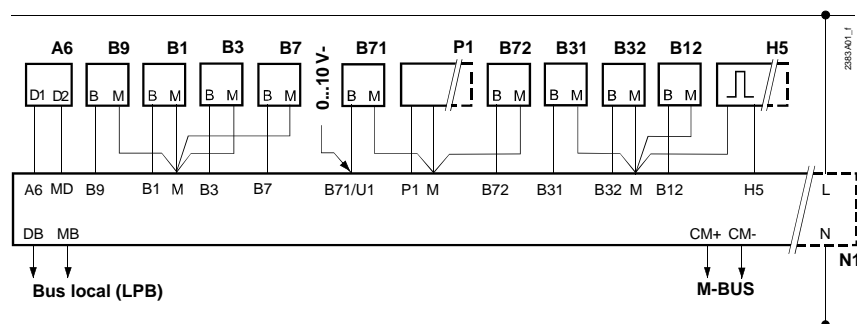 A6 B9 B1 B3 B7 B71 P1 B72 B31 B32 B12 H5
2383A01_f
0...10 V-
D1 D2 B M B M B M B M B M B M B M B M B M
A6 MD B9 B1 M B3 B7 B71/U1 P1 M B72 B31 B32 M B12 H5 L
DB MB CM+ CM- N
N1
Bus local (LPB) M-BUS